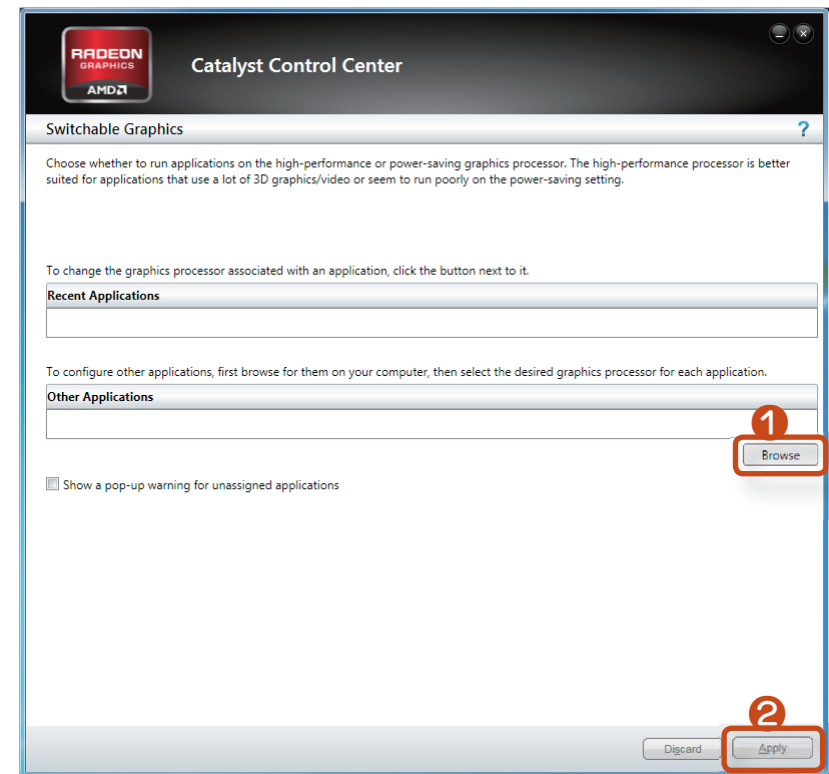 RADEON
GRAPHICS
AMD
Catalyst Control Center
Switchable Graphics
?
Choose whether to run applications on the high-performance or power-saving graphics processor. The high-performance processor is better
suited for applications that use a lot of 3D graphics/video or seem to run poorly on the power-saving setting.
To change the graphics processor associated with an application, click the button next to it.
Recent Applications
To configure other applications, first browse for them on your computer, then select the desired graphics processor for each application.
Other Applications
1
Browse
Show a pop-up warning for unassigned applications
2
Discard
Apply